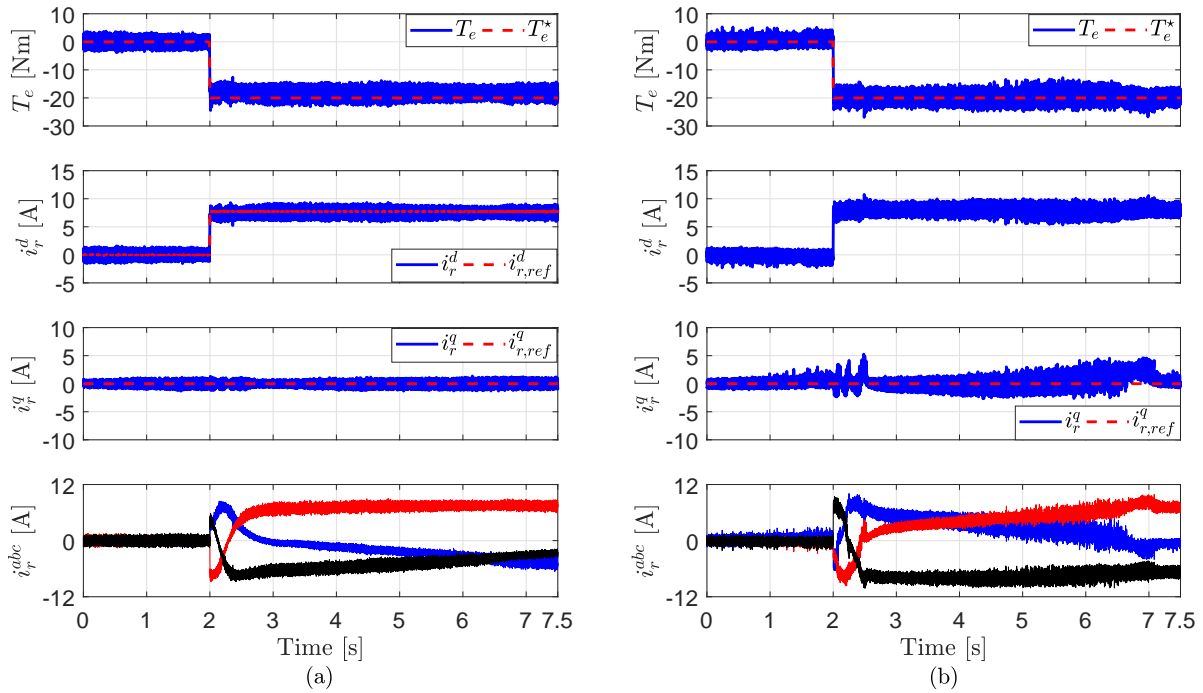 10
0
-10
-20
-30
T_e [Nm]
T_e T_e^⋆
15
10
5
0
-5
i_r^d [A]
i_r^d i_{r,ref}^d
10
5
0
-5
-10
i_r^q [A]
i_r^q i_{r,ref}^q
12
0
-12
i_r^{abc} [A]
0 1 2 3 4 5 6 7 7.5
Time [s]
(a)
10
0
-10
-20
-30
T_e [Nm]
T_e T_e^⋆
15
10
5
0
-5
i_r^d [A]
10
5
0
-5
-10
i_r^q [A]
i_r^q i_{r,ref}^q
12
0
-12
i_r^{abc} [A]
0 1 2 3 4 5 6 7 7.5
Time [s]
(b)